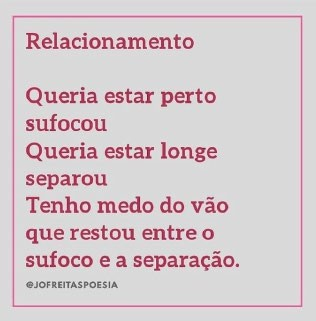 Relacionamento
Queria estar perto
sufocou
Queria estar longe
separou
Tenho medo do vão
que restou entre o
sufoco e a separação.
@JOFREITASPOESIA